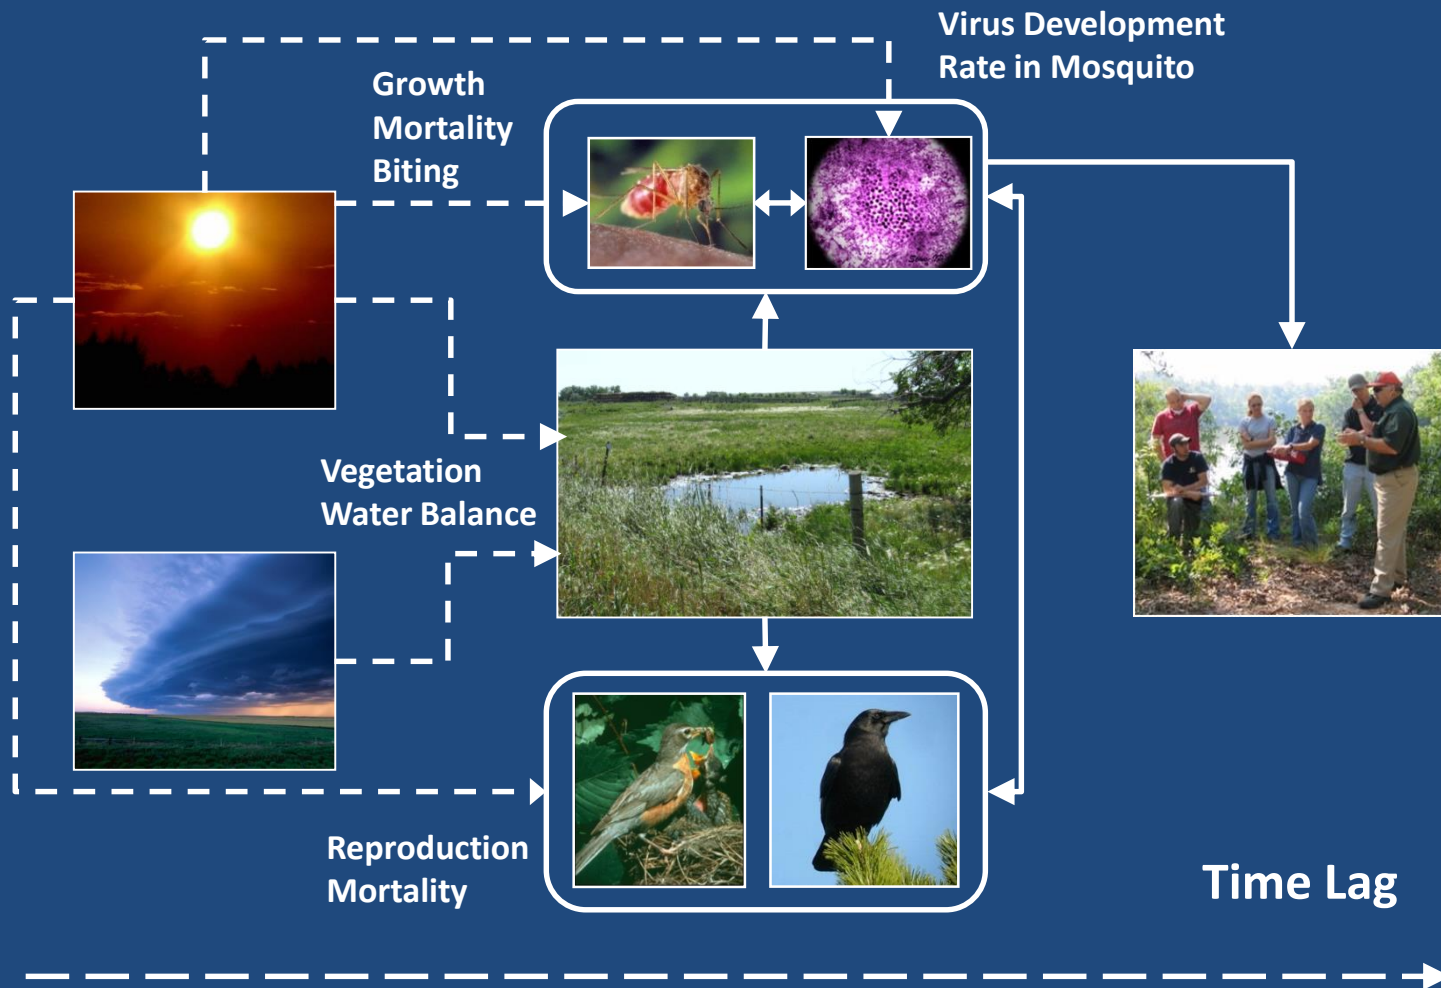 Virus Development
Rate in Mosquito
Growth
Mortality
Biting
Vegetation
Water Balance
Reproduction
Mortality
Time Lag